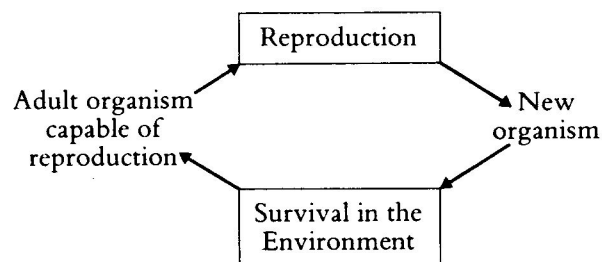 Reproduction
Adult organism
capable of
reproduction
New
organism
Survival in the
Environment